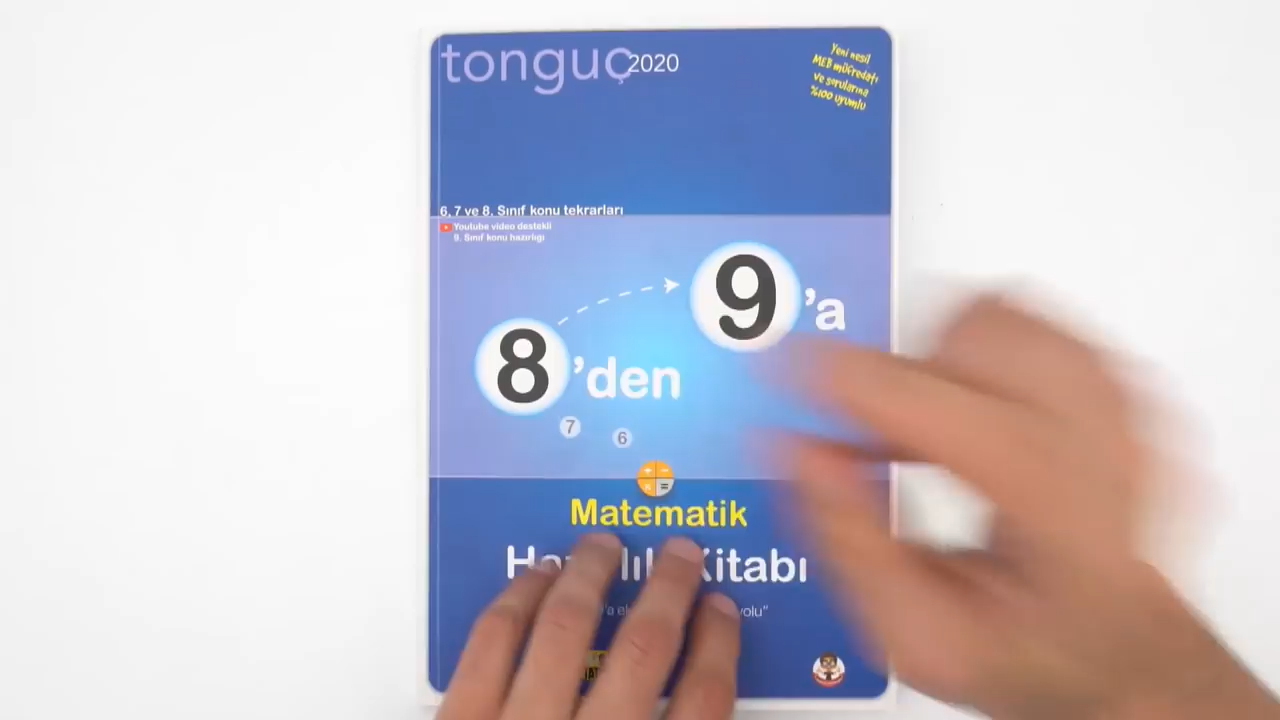 tonguç 2020
Yeni nesil
MEB müfredatı
ve sorularına
%100 uyumlu
6, 7 ve 8. Sınıf konu tekrarları
Youtube video destekli
9. Sınıf konu hazırlığı
9'a
8'den
7 6
+ −
× =
Matematik
Kitabı